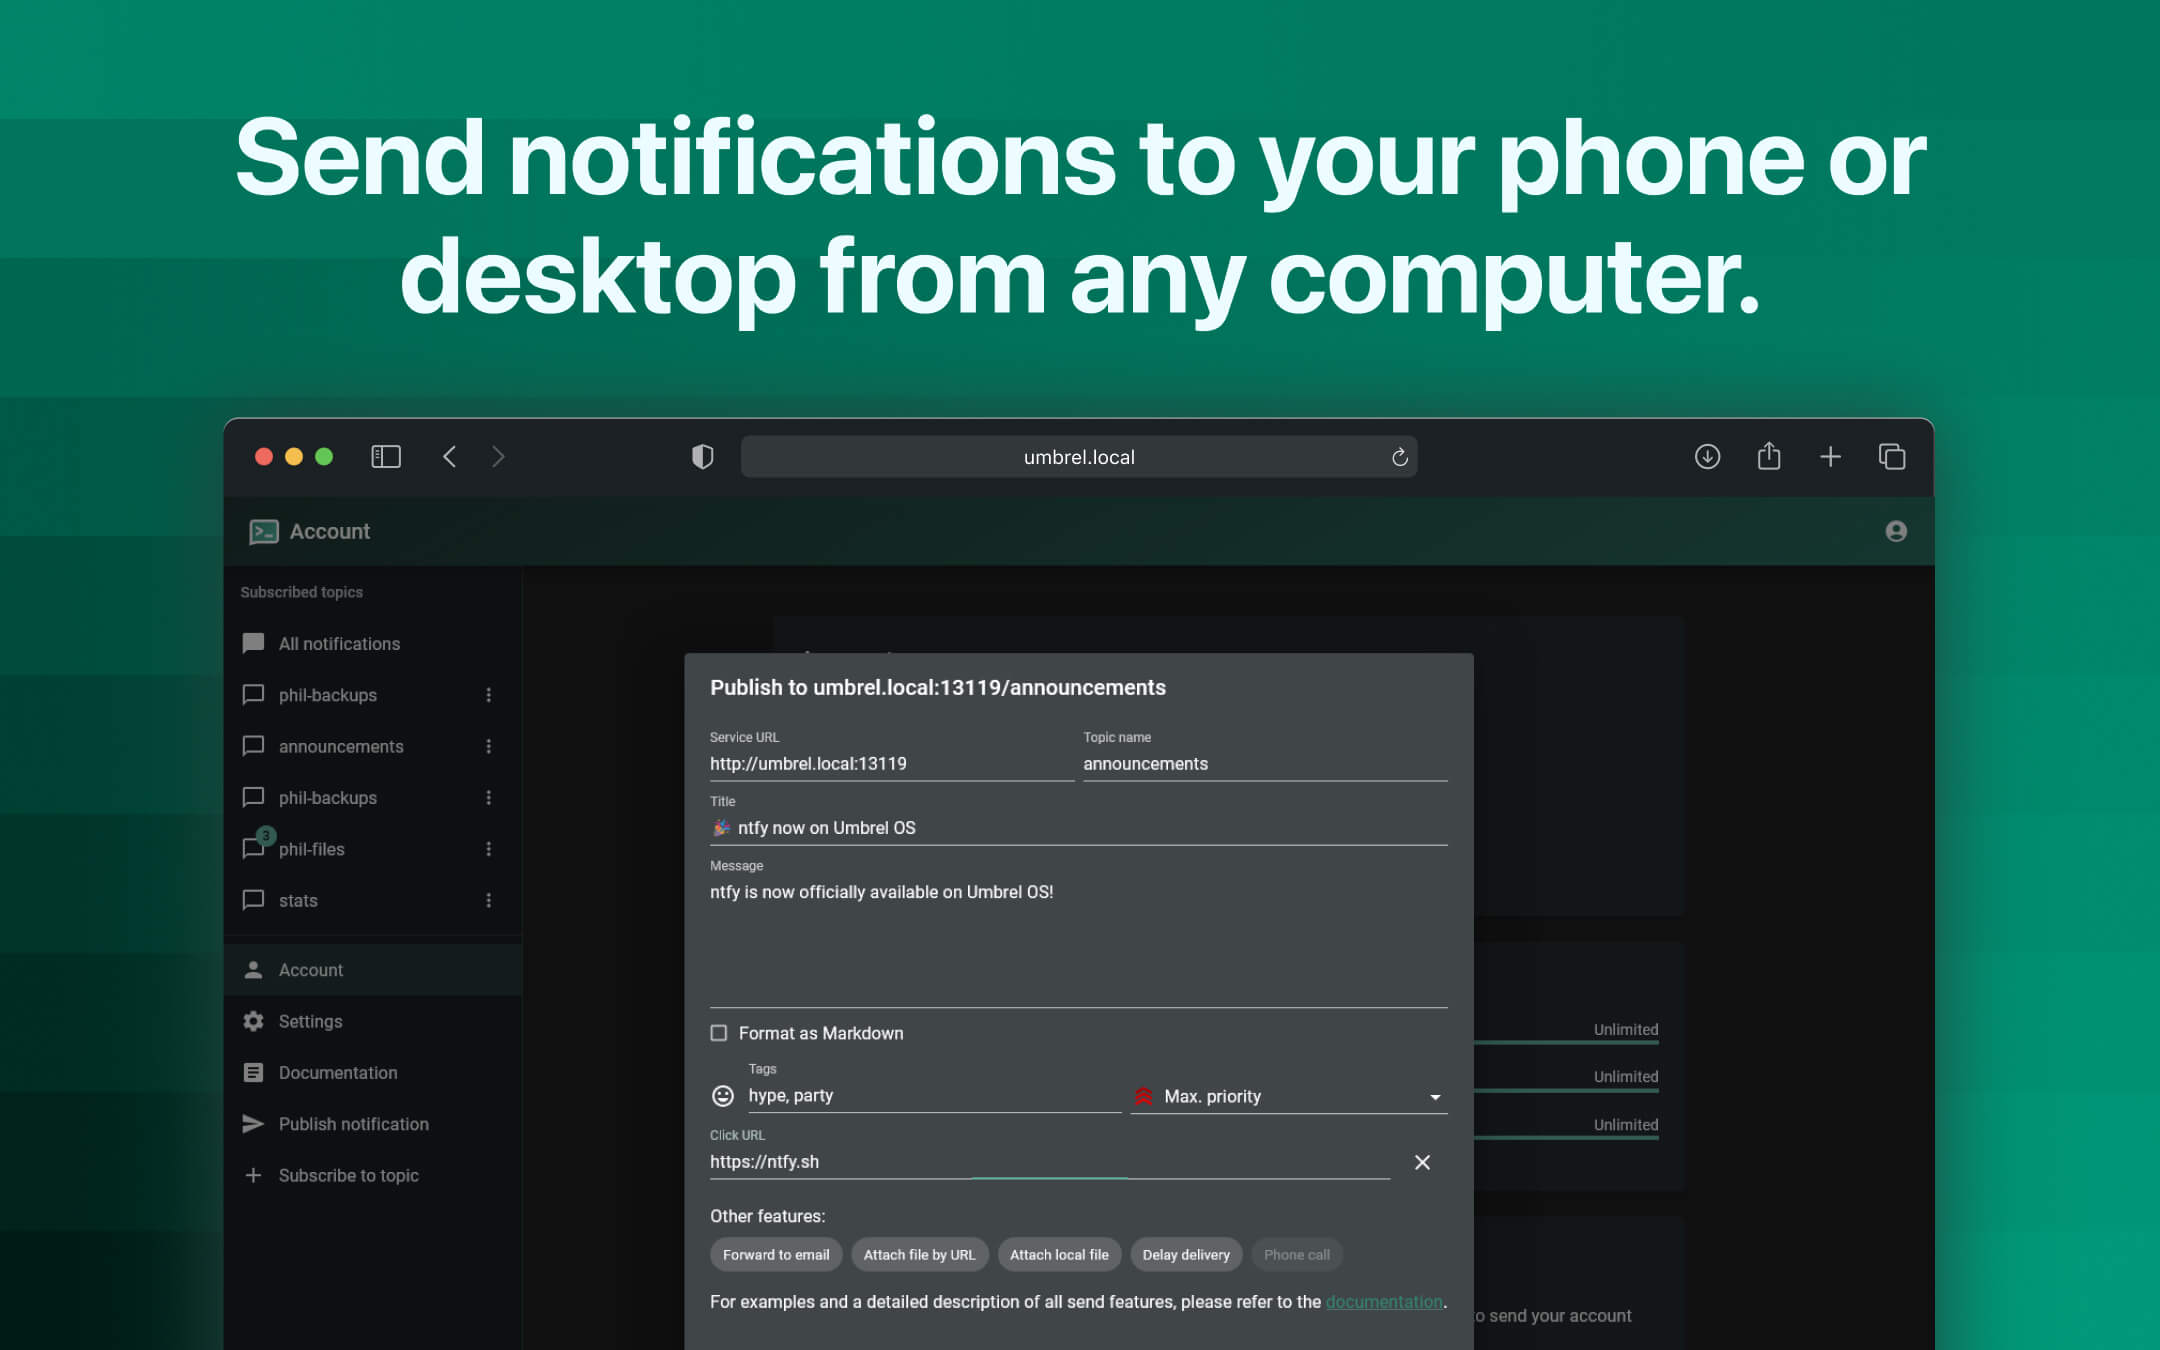 Send notifications to your phone or
desktop from any computer.
umbrel.local
Account
Subscribed topics
All notifications
phil-backups
announcements
phil-backups
3
phil-files
stats
Account
Settings
Documentation
Publish notification
Subscribe to topic
Publish to umbrel.local:13119/announcements
Service URL
http://umbrel.local:13119
Topic name
announcements
Title
🎉 ntfy now on Umbrel OS
Message
ntfy is now officially available on Umbrel OS!
Format as Markdown
Tags
hype, party
Max. priority
Click URL
https://ntfy.sh
Other features:
Forward to email
Attach file by URL
Attach local file
Delay delivery
Phone call
For examples and a detailed description of all send features, please refer to the documentation.
Unlimited
Unlimited
Unlimited
to send your account